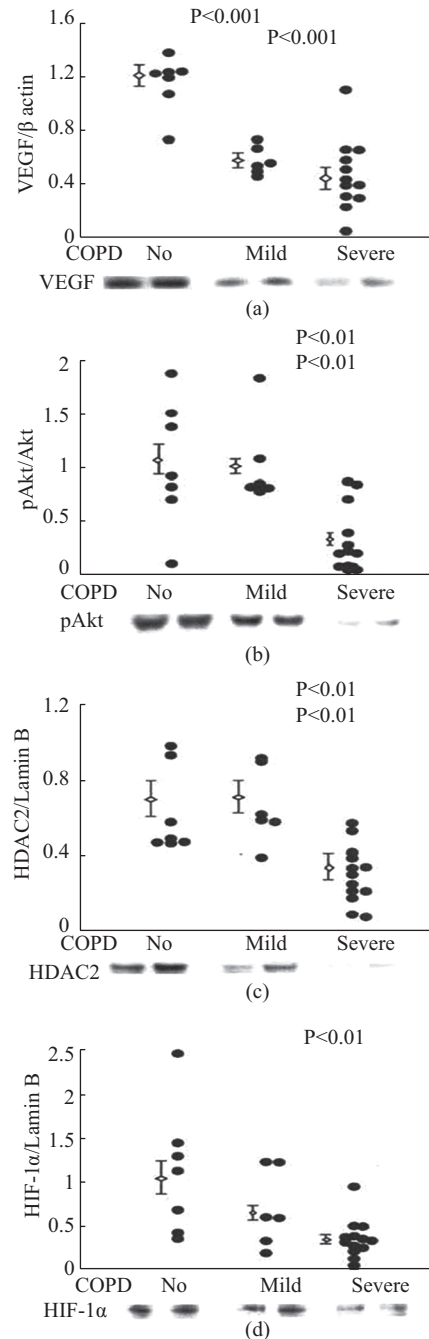 P<0.001
P<0.001
VEGF/β actin
1.6
1.2
0.8
0.4
0
COPD No Mild Severe
VEGF
(a)
P<0.01
P<0.01
pAkt/Akt
2
1.5
1
0.5
0
COPD No Mild Severe
pAkt
(b)
P<0.01
P<0.01
HDAC2/Lamin B
1.2
0.8
0.4
0
COPD No Mild Severe
HDAC2
(c)
P<0.01
HIF-1α/Lamin B
2.5
2
1.5
1
0.5
0
COPD No Mild Severe
HIF-1α
(d)